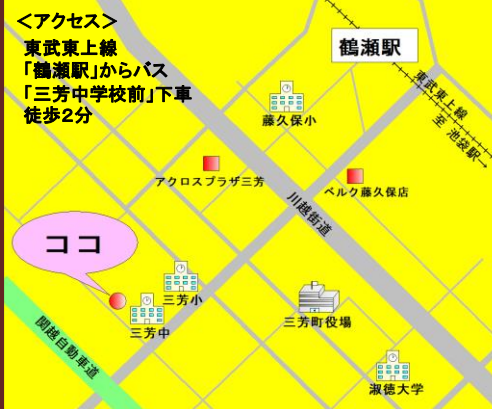 ＜アクセス＞
東武東上線
「鶴瀬駅」からバス
「三芳中学校前」下車
徒歩2分
鶴瀬駅
東武東上線
至 池袋駅→
藤久保小
アクロスプラザ三芳
ベルク藤久保店
川越街道
ココ
三芳小
三芳中
三芳町役場
関越自動車道
淑徳大学